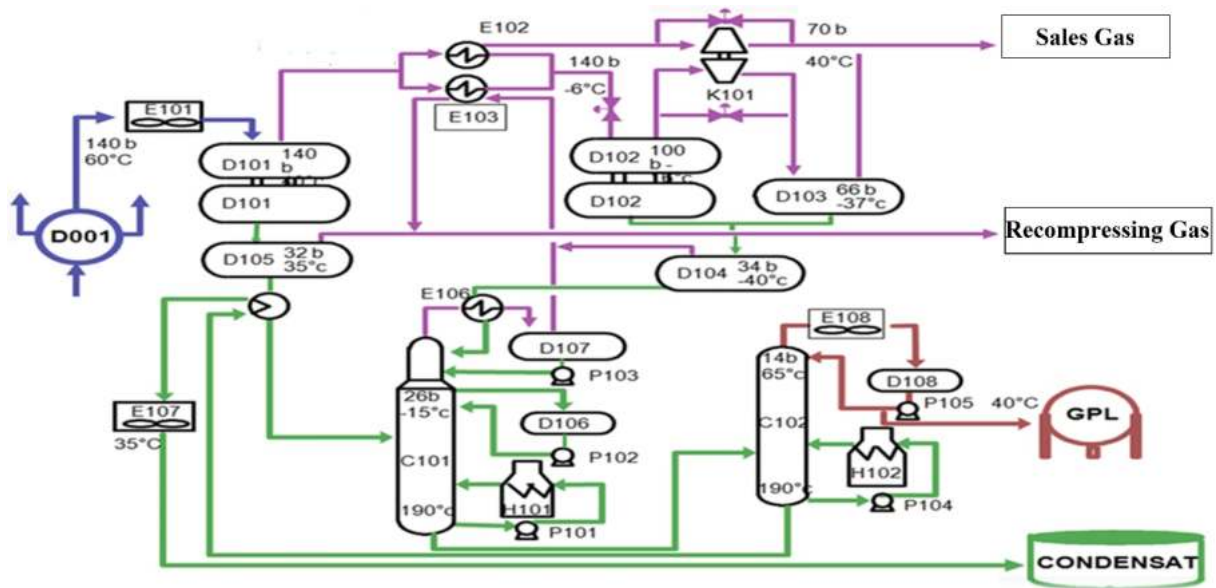 E102
70 b
Sales Gas
140 b
-6°C
40°C
K101
E101
140 b
60°C
E103
D101
140
b
D101
D102
100
b -
D102
D103
66 b
-37°c
D001
D105
32 b
35°c
Recompressing Gas
D104
34 b
-40°c
E106
E108
D107
P103
14b
65°c
D108
P105
40°C
GPL
E107
35°C
26b
-15°c
D106
P102
C101
C102
H101
H102
190°c
P101
190°c
P104
CONDENSAT